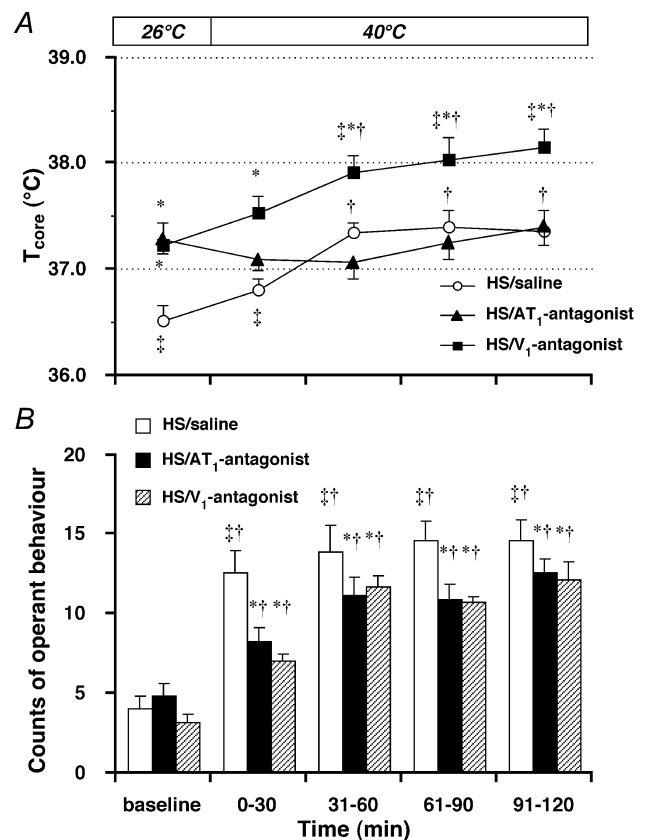 A
26°C 40°C
39.0
‡*† ‡*† ‡*†
38.0
* *
† † †
*
37.0
‡ ‡
36.0
Tcore (°C)
HS/saline
HS/AT1-antagonist
HS/V1-antagonist
B
HS/saline
HS/AT1-antagonist
HS/V1-antagonist
20
15
10
5
0
Counts of operant behaviour
‡† *† *†
‡† *† *†
‡† *† *†
‡† *† *†
baseline 0-30 31-60 61-90 91-120
Time (min)